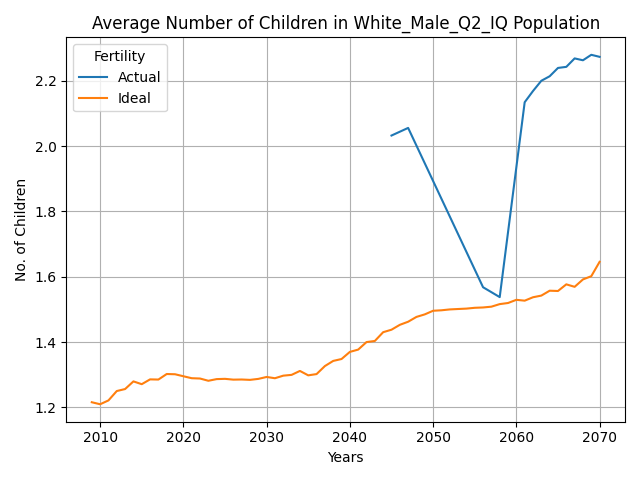 Average Number of Children in White_Male_Q2_IQ Population
Fertility
Actual
Ideal
No. of Children
2.2
2.0
1.8
1.6
1.4
1.2
2010 2020 2030 2040 2050 2060 2070
Years